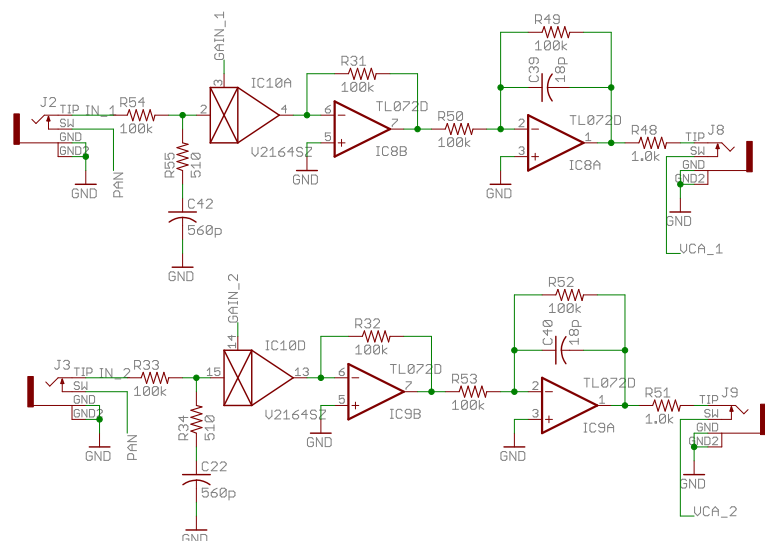 GAIN_1
R49
100k
C39
18p
J2
TIP
IN_1
SW
GND
GND2
R54
100k
3
IC10A
2
4
V2164SZ
R31
100k
TL072D
6
5
7
IC8B
R50
100k
TL072D
2
3
1
IC8A
R48
1.0k
TIP
SW
GND
GND2
J8
GND
PAN
R55
510
C42
560p
GND
GND
GND
GND
VCA_1
GAIN_2
R52
100k
C40
18p
J3
TIP
IN_2
SW
GND
GND2
R33
100k
14
IC10D
15
13
V2164SZ
R32
100k
TL072D
6
5
7
IC9B
R53
100k
TL072D
2
3
1
IC9A
R51
1.0k
TIP
SW
GND
GND2
J9
GND
PAN
R34
510
C22
560p
GND
GND
GND
GND
VCA_2